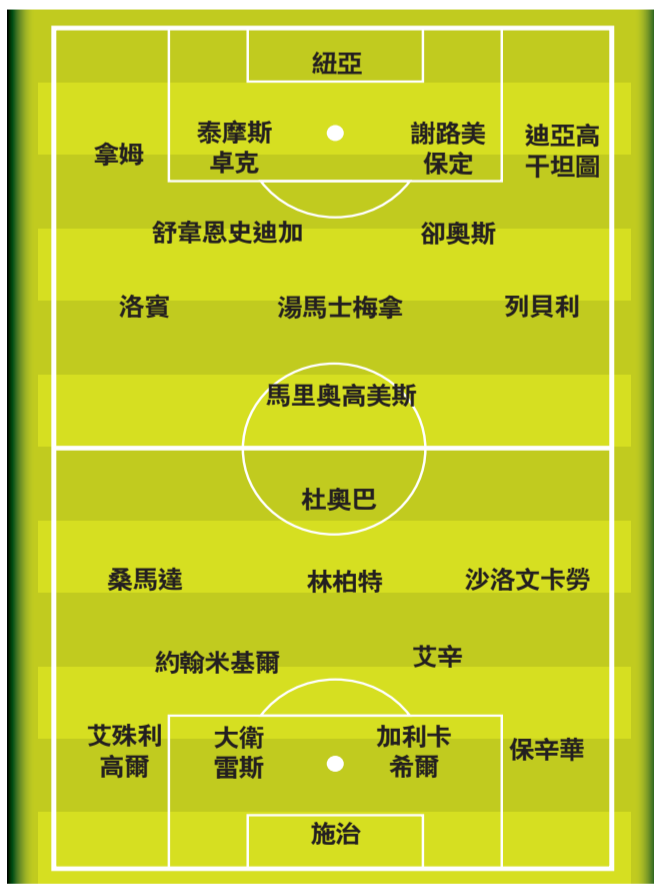 紐亞
拿姆
泰摩斯
卓克
謝路美
保定
迪亞高
干坦圖
舒韋恩史迪加
卻奧斯
洛賓
湯馬士梅拿
列貝利
馬里奧高美斯
杜奧巴
桑馬達
林柏特
沙洛文卡勞
約翰米基爾
艾辛
艾殊利
高爾
大衛
雷斯
加利卡
希爾
保辛華
施治